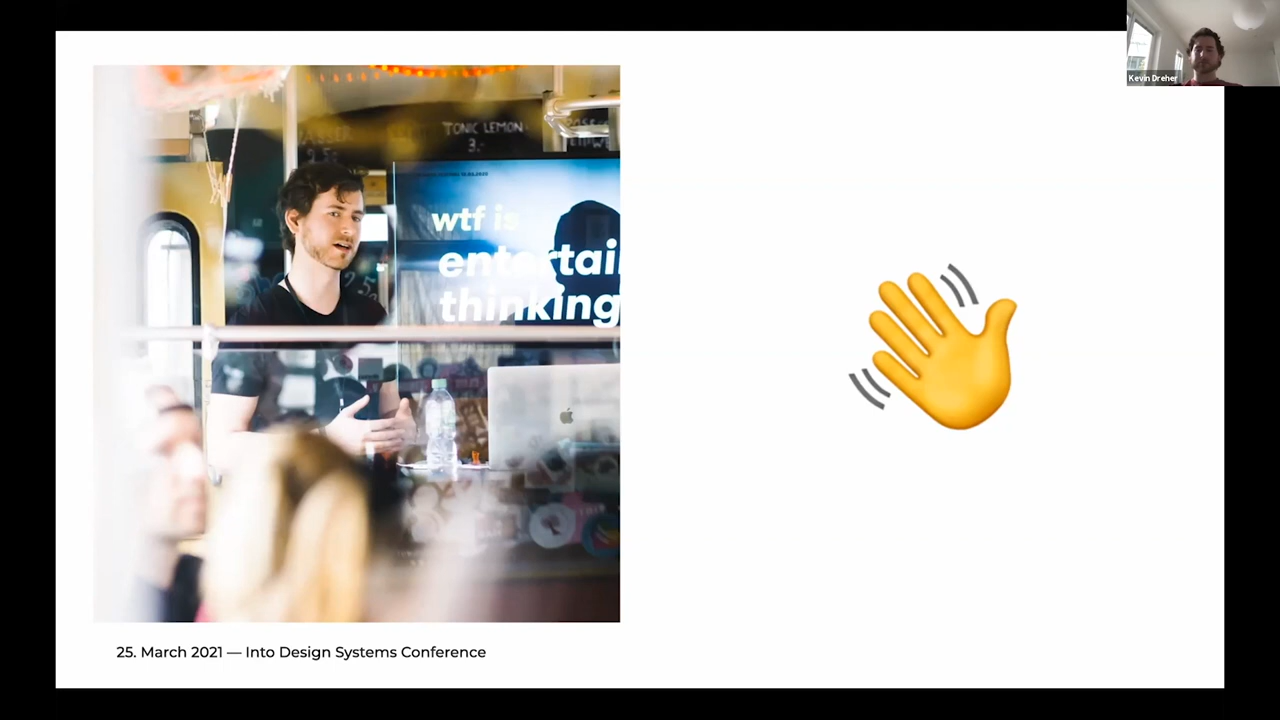 Kevin Dreher
TONIC LEMON
3.-
wtf is
entertai
thinking
25. March 2021 — Into Design Systems Conference